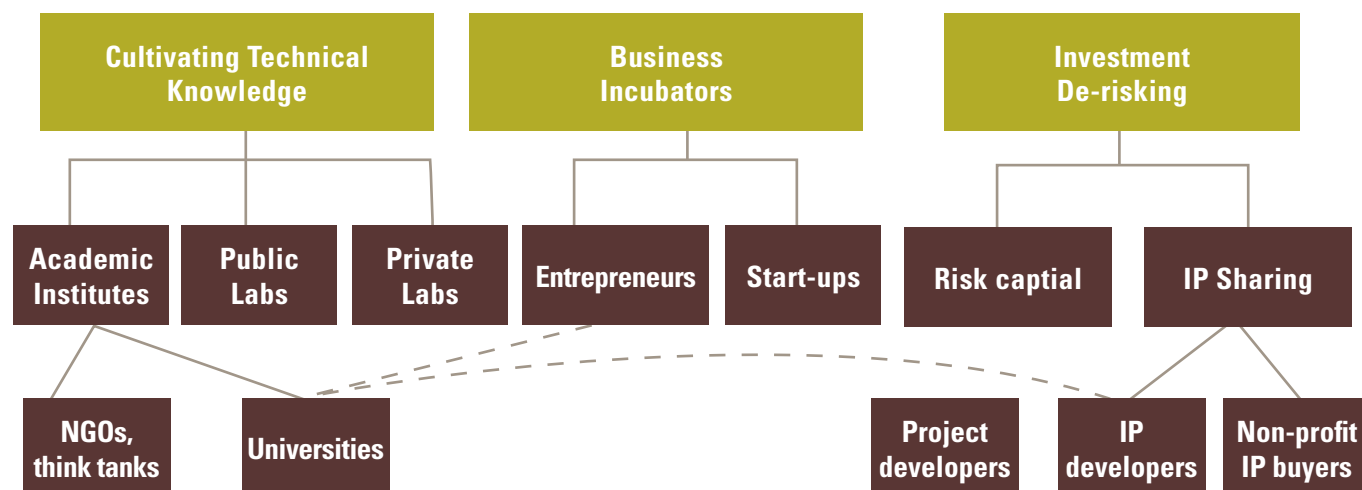 Cultivating Technical
Knowledge
Business
Incubators
Investment
De-risking
Academic
Institutes
Public
Labs
Private
Labs
Entrepreneurs
Start-ups
Risk captial
IP Sharing
NGOs,
think tanks
Universities
Project
developers
IP
developers
Non-profit
IP buyers